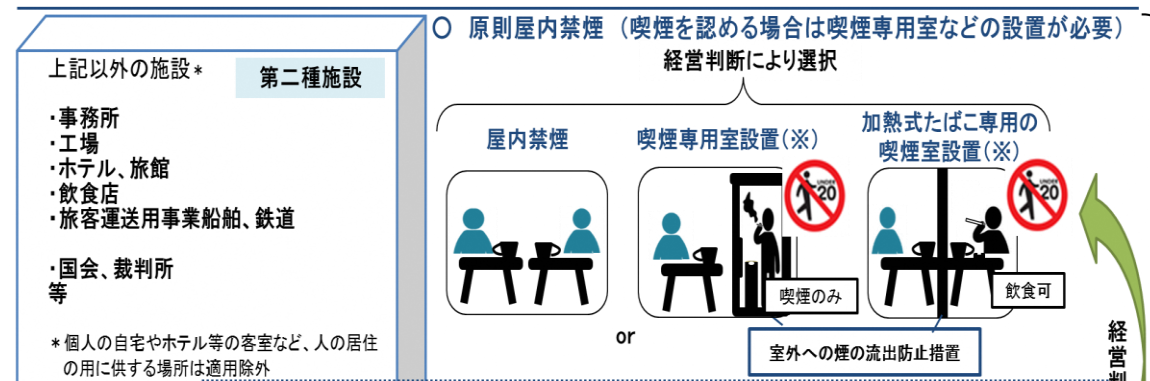 〇 原則屋内禁煙 (喫煙を認める場合は喫煙専用室などの設置が必要)
経営判断により選択
上記以外の施設*
第二種施設
・事務所
・工場
・ホテル、旅館
・飲食店
・旅客運送用事業船舶、鉄道
・国会、裁判所
等
*個人の自宅やホテル等の客室など、人の居住
の用に供する場所は適用除外
屋内禁煙
喫煙専用室設置(※)
加熱式たばこ専用の
喫煙室設置(※)
UNDER
20
UNDER
20
喫煙のみ
飲食可
or
室外への煙の流出防止措置
経営判